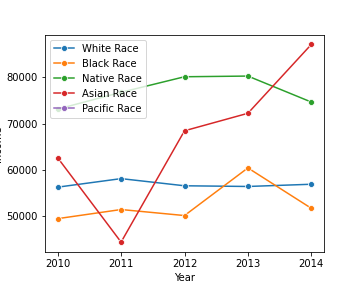 White Race
Black Race
Native Race
Asian Race
Pacific Race
80000
70000
60000
50000
2010
2011
2012
2013
2014
Year